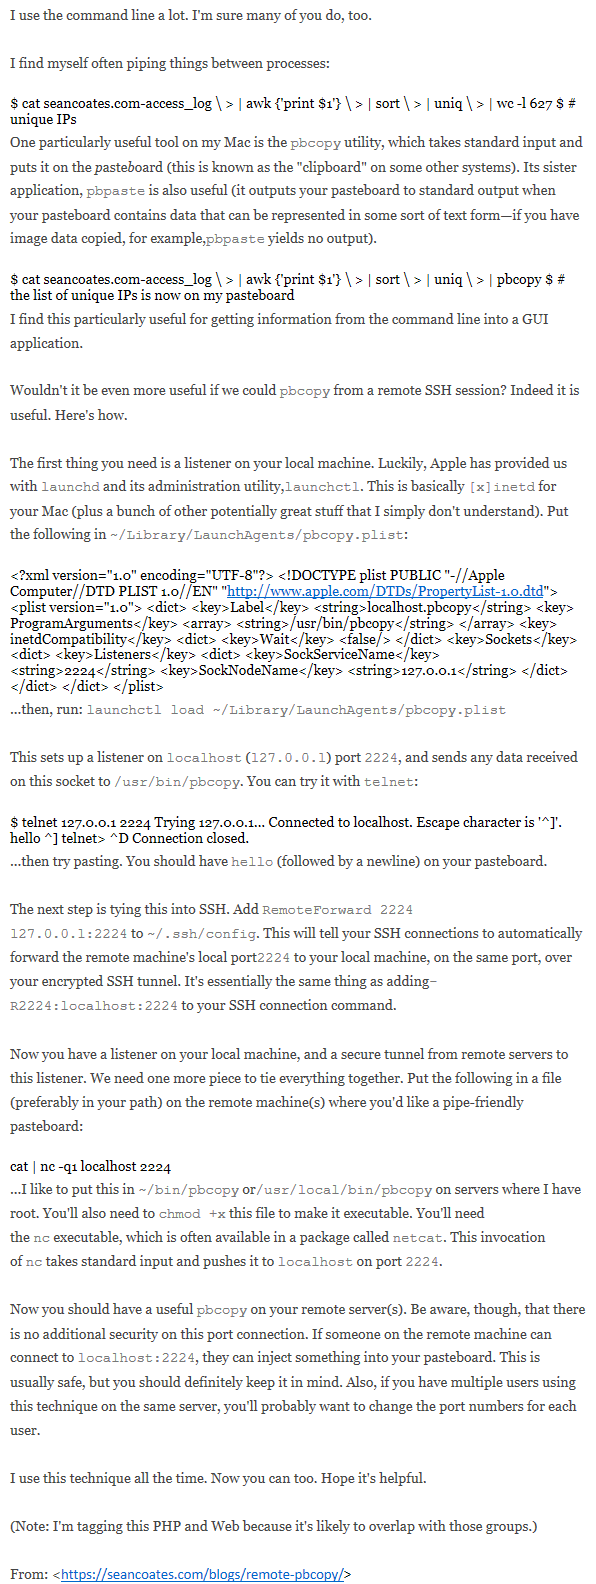 I use the command line a lot. I'm sure many of you do, too.
I find myself often piping things between processes:
$ cat seancoates.com-access_log \ > | awk {'print $1'} \ > | sort \ > | uniq \ > | wc -l 627 $ #
unique IPs
One particularly useful tool on my Mac is the pbcopy utility, which takes standard input and
puts it on the pasteboard (this is known as the "clipboard" on some other systems). Its sister
application, pbpaste is also useful (it outputs your pasteboard to standard output when
your pasteboard contains data that can be represented in some sort of text form—if you have
image data copied, for example,pbpaste yields no output).
$ cat seancoates.com-access_log \ > | awk {'print $1'} \ > | sort \ > | uniq \ > | pbcopy $ #
the list of unique IPs is now on my pasteboard
I find this particularly useful for getting information from the command line into a GUI
application.
Wouldn't it be even more useful if we could pbcopy from a remote SSH session? Indeed it is
useful. Here's how.
The first thing you need is a listener on your local machine. Luckily, Apple has provided us
with launchd and its administration utility,launchctl. This is basically [x]inetd for
your Mac (plus a bunch of other potentially great stuff that I simply don't understand). Put
the following in ~/Library/LaunchAgents/pbcopy.plist:
<?xml version="1.0" encoding="UTF-8"?> <!DOCTYPE plist PUBLIC "-//Apple
Computer//DTD PLIST 1.0//EN" "http://www.apple.com/DTDs/PropertyList-1.0.dtd">
<plist version="1.0"> <dict> <key>Label</key> <string>localhost.pbcopy</string> <key>
ProgramArguments</key> <array> <string>/usr/bin/pbcopy</string> </array> <key>
inetdCompatibility</key> <dict> <key>Wait</key> <false/> </dict> <key>Sockets</key>
<dict> <key>Listeners</key> <dict> <key>SockServiceName</key>
<string>2224</string> <key>SockNodeName</key> <string>127.0.0.1</string> </dict>
</dict> </dict> </plist>
...then, run: launchctl load ~/Library/LaunchAgents/pbcopy.plist
This sets up a listener on localhost (127.0.0.1) port 2224, and sends any data received
on this socket to /usr/bin/pbcopy. You can try it with telnet:
$ telnet 127.0.0.1 2224 Trying 127.0.0.1... Connected to localhost. Escape character is '^]'.
hello ^] telnet> ^D Connection closed.
...then try pasting. You should have hello (followed by a newline) on your pasteboard.
The next step is tying this into SSH. Add RemoteForward 2224
127.0.0.1:2224 to ~/.ssh/config. This will tell your SSH connections to automatically
forward the remote machine's local port2224 to your local machine, on the same port, over
your encrypted SSH tunnel. It's essentially the same thing as adding-
R2224:localhost:2224 to your SSH connection command.
Now you have a listener on your local machine, and a secure tunnel from remote servers to
this listener. We need one more piece to tie everything together. Put the following in a file
(preferably in your path) on the remote machine(s) where you'd like a pipe-friendly
pasteboard:
cat | nc -q1 localhost 2224
...I like to put this in ~/bin/pbcopy or/usr/local/bin/pbcopy on servers where I have
root. You'll also need to chmod +x this file to make it executable. You'll need
the nc executable, which is often available in a package called netcat. This invocation
of nc takes standard input and pushes it to localhost on port 2224.
Now you should have a useful pbcopy on your remote server(s). Be aware, though, that there
is no additional security on this port connection. If someone on the remote machine can
connect to localhost:2224, they can inject something into your pasteboard. This is
usually safe, but you should definitely keep it in mind. Also, if you have multiple users using
this technique on the same server, you'll probably want to change the port numbers for each
user.
I use this technique all the time. Now you can too. Hope it's helpful.
(Note: I'm tagging this PHP and Web because it's likely to overlap with those groups.)
From: <https://seancoates.com/blogs/remote-pbcopy/>